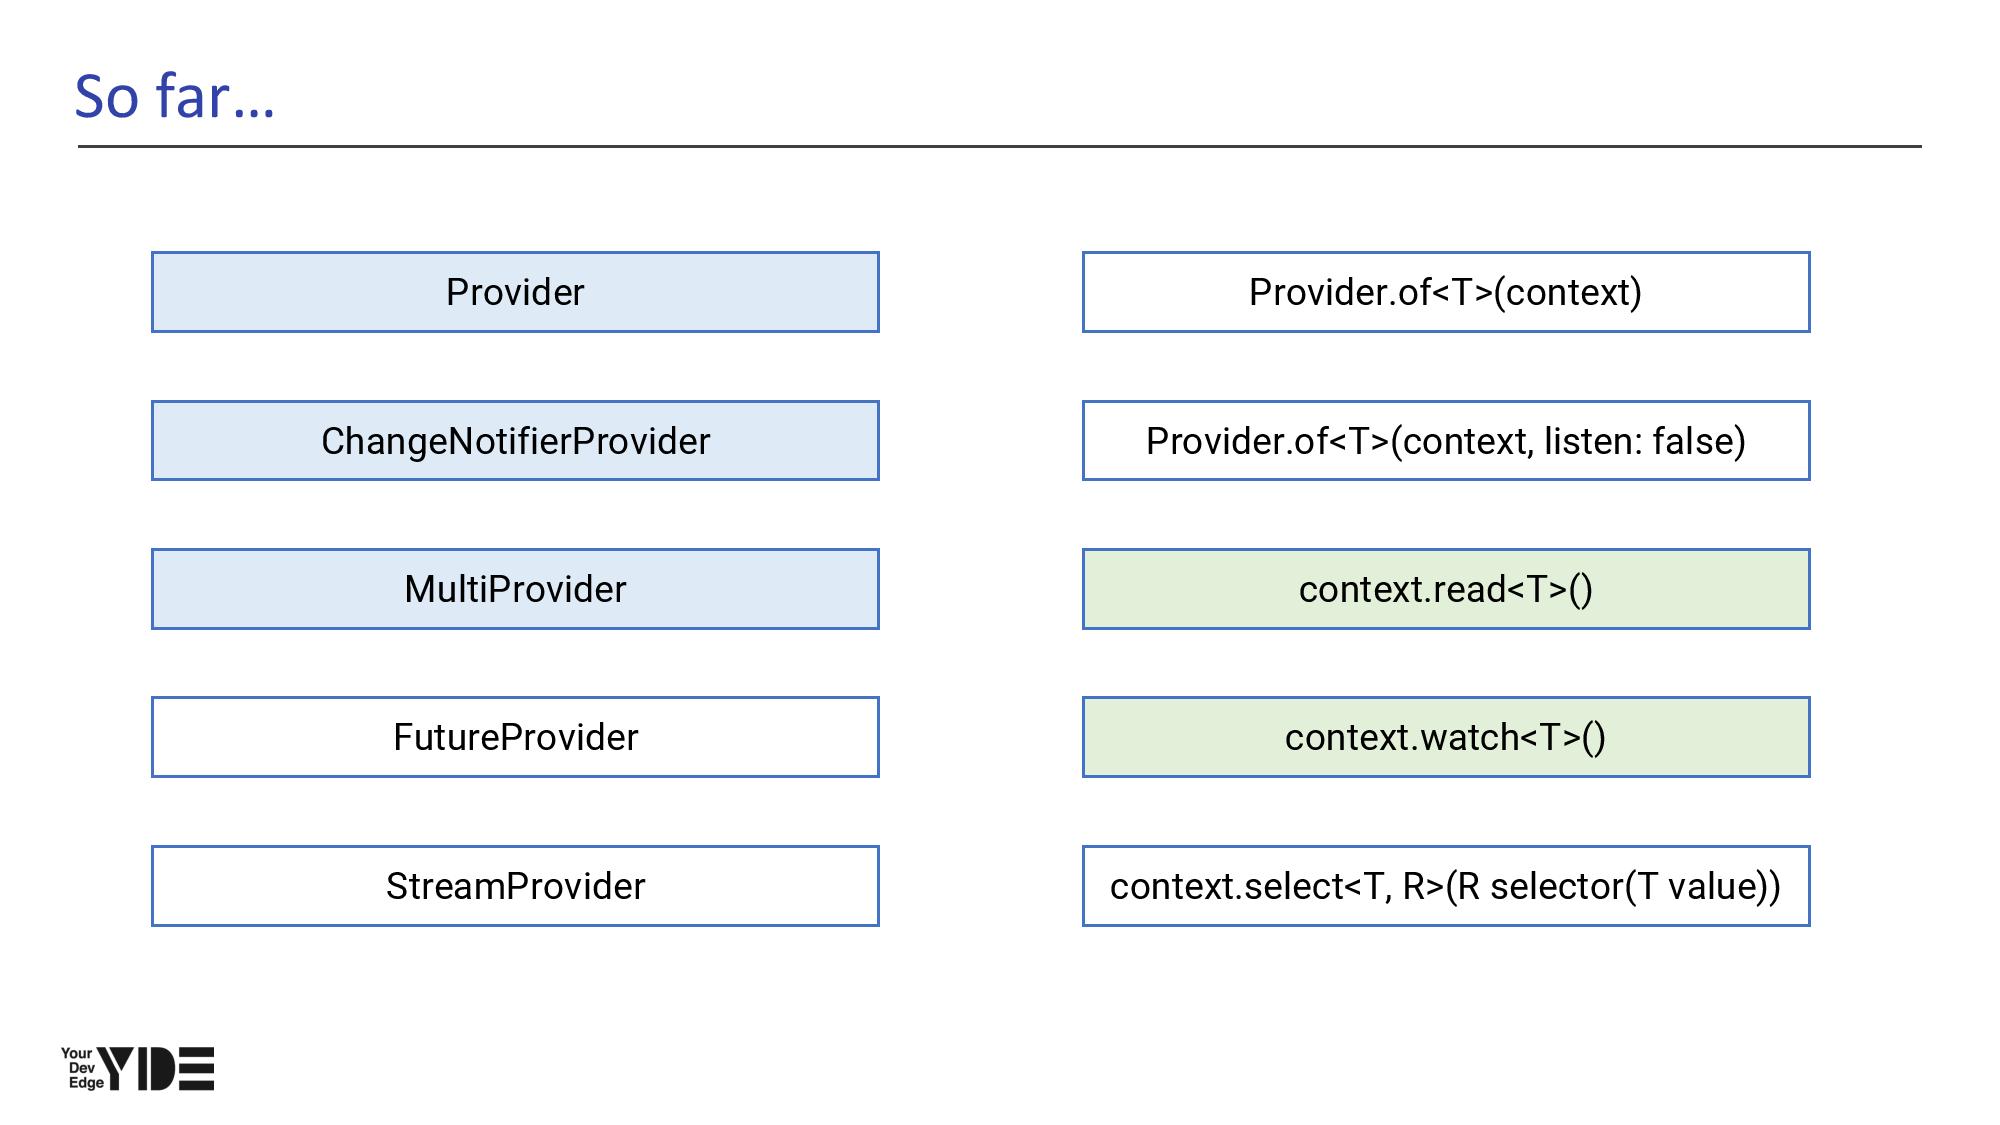 So far…
Provider
ChangeNotifierProvider
MultiProvider
FutureProvider
StreamProvider
Provider.of<T>(context)
Provider.of<T>(context, listen: false)
context.read<T>()
context.watch<T>()
context.select<T, R>(R selector(T value))
Your
Dev
Edge
YDE